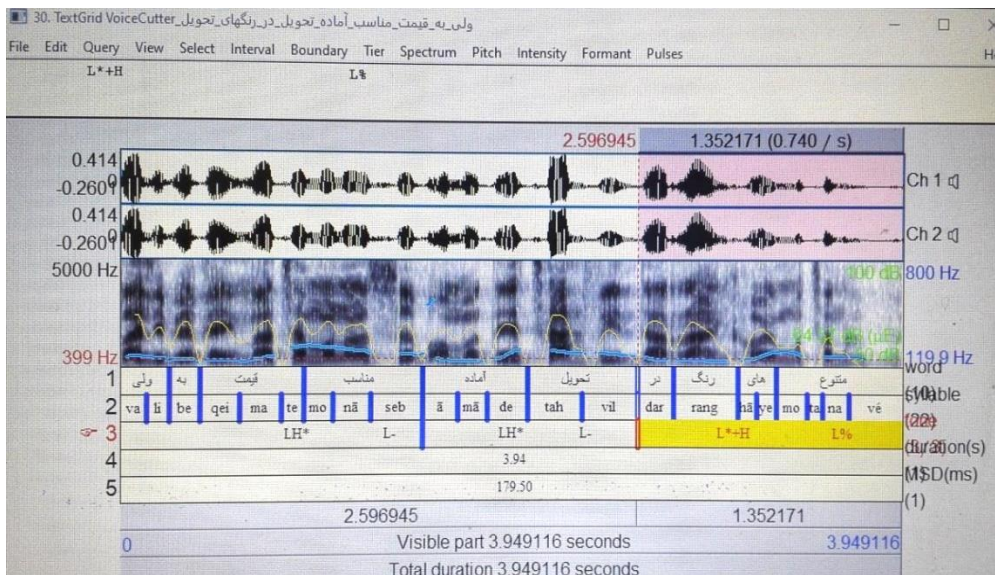 30. TextGrid VoiceCutter_ولی_به_قیمت_مناسب_آماده_تحویل_در_رنگهای_تحویل
File Edit Query View Select Interval Boundary Tier Spectrum Pitch Intensity Formant Pulses
L*+H L%
2.596945 1.352171 (0.740 / s)
0.414
-0.2609 Ch 1
0.414
-0.2609 Ch 2
5000 Hz 100 dB 800 Hz
399 Hz 119.9 Hz
1 ولی به قیمت مناسب آماده تحویل در رنگ های متنوع word
2 va li be qei ma te mo nā seb ā mā de tah vil dar rang hā ye mo ta na vé syllable
(22)
3 LH* L- LH* L- L*+H L%
4 3.94 duration(s)
(1)
5 179.50 MSD(ms)
(1)
2.596945 1.352171
0 Visible part 3.949116 seconds 3.949116
Total duration 3.949116 seconds